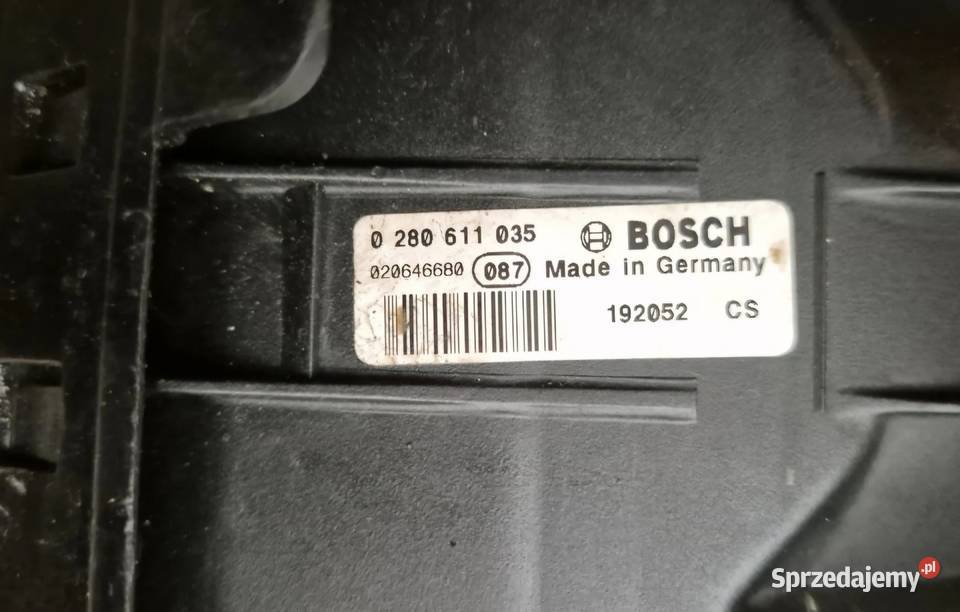 0 280 611 035 BOSCH
020646680 087 Made in Germany
192052 CS
Sprzedajemy.pl